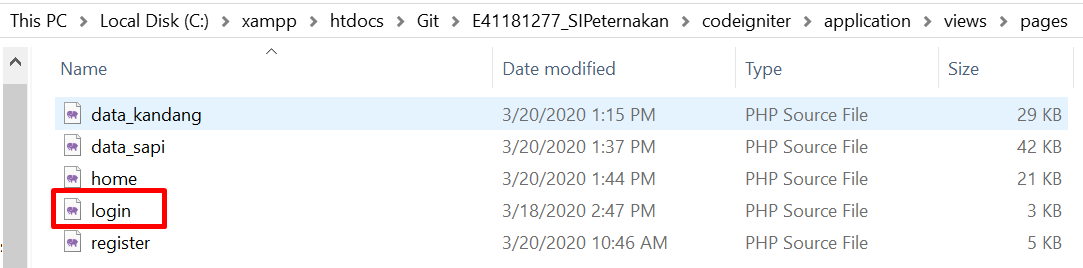 This PC > Local Disk (C:) > xampp > htdocs > Git > E41181277_SIPeternakan > codeigniter > application > views > pages
Name Date modified Type Size
data_kandang 3/20/2020 1:15 PM PHP Source File 29 KB
data_sapi 3/20/2020 1:37 PM PHP Source File 42 KB
home 3/20/2020 1:44 PM PHP Source File 21 KB
login 3/18/2020 2:47 PM PHP Source File 3 KB
register 3/20/2020 10:46 AM PHP Source File 5 KB